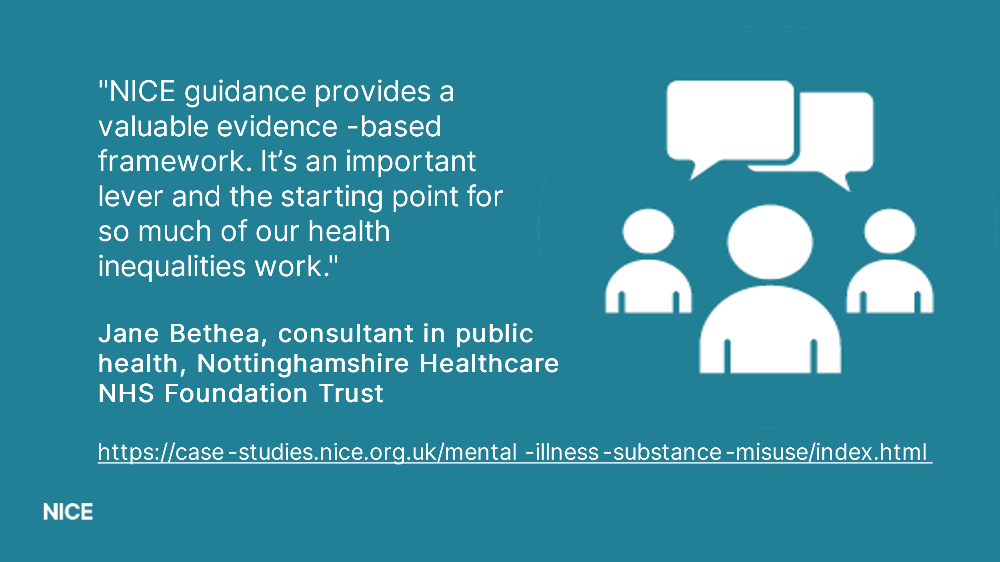 "NICE guidance provides a
valuable evidence -based
framework. It’s an important
lever and the starting point for
so much of our health
inequalities work."
Jane Bethea, consultant in public
health, Nottinghamshire Healthcare
NHS Foundation Trust
https://case-studies.nice.org.uk/mental -illness-substance-misuse/index.html
NICE